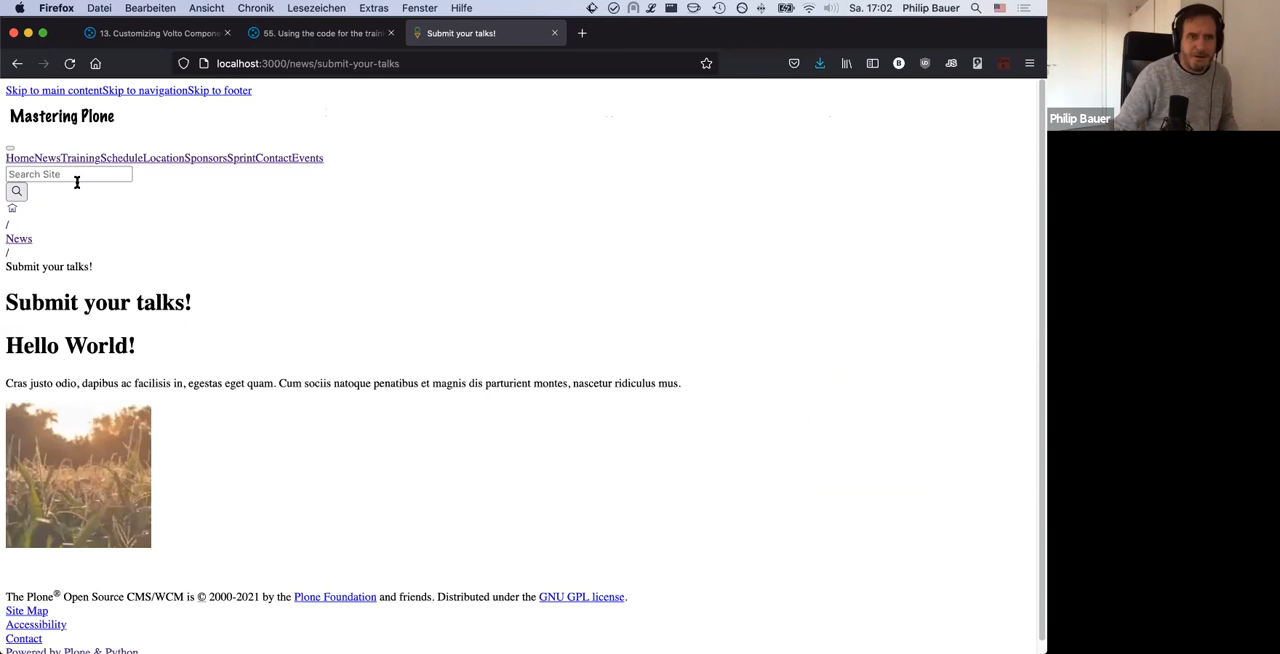 Firefox Datei Bearbeiten Ansicht Chronik Lesezeichen Extras Fenster Hilfe Sa. 17:02 Philip Bauer
13. Customizing Volto Compone 55. Using the code for the train Submit your talks!
localhost:3000/news/submit-your-talks
Philip Bauer
Skip to main contentSkip to navigationSkip to footer
Mastering Plone
HomeNewsTrainingScheduleLocationSponsorsSprintContactEvents
Search Site
/
News
/
Submit your talks!
Submit your talks!
Hello World!
Cras justo odio, dapibus ac facilisis in, egestas eget quam. Cum sociis natoque penatibus et magnis dis parturient montes, nascetur ridiculus mus.
The Plone® Open Source CMS/WCM is © 2000-2021 by the Plone Foundation and friends. Distributed under the GNU GPL license.
Site Map
Accessibility
Contact
Powered by Plone & Python